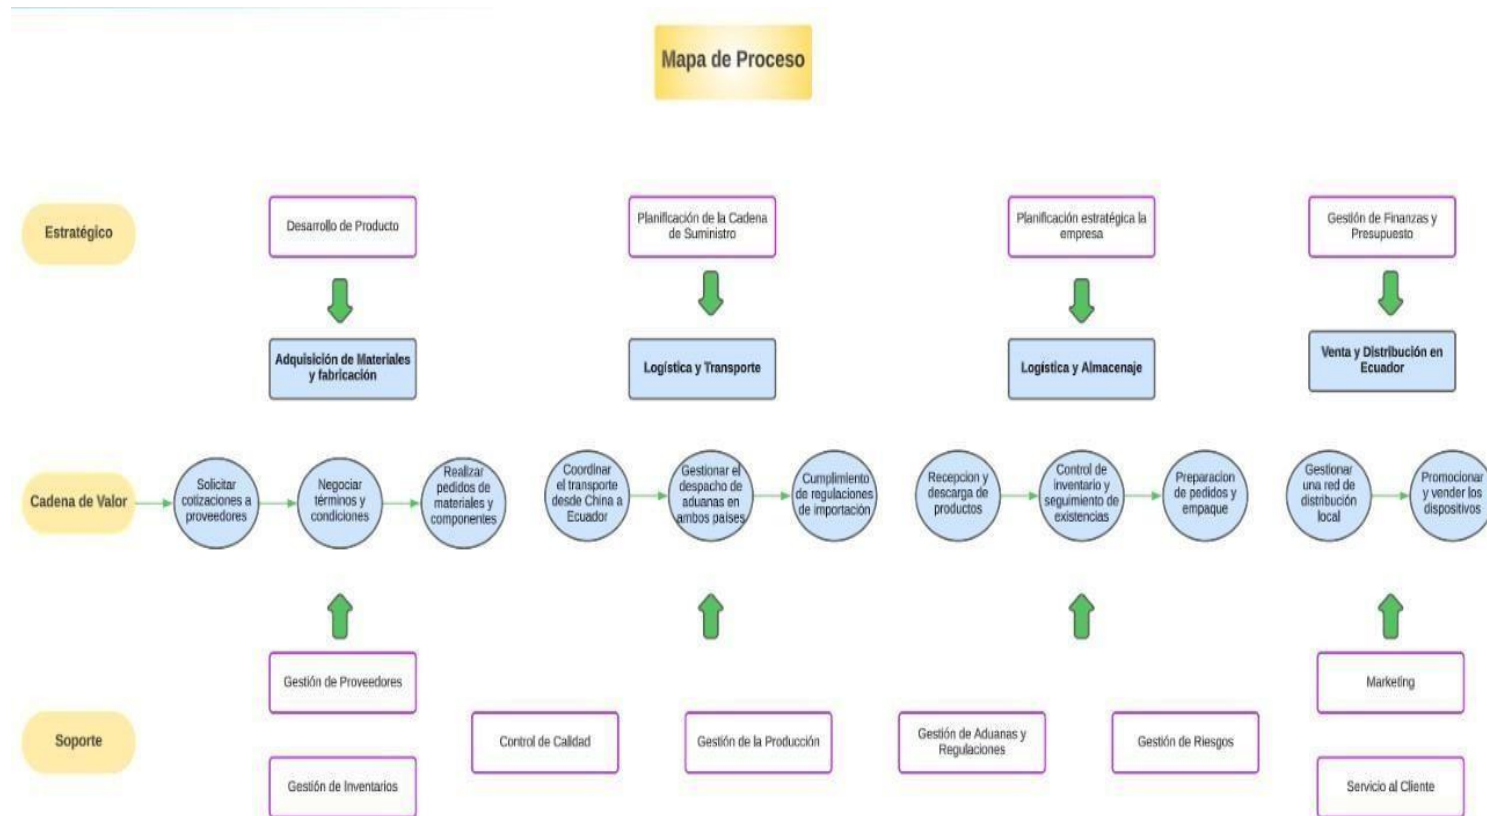 Mapa de Proceso
Estratégico
Desarrollo de Producto
Planificación de la Cadena
de Suministro
Planificación estratégica la
empresa
Gestión de Finanzas y
Presupuesto
Adquisición de Materiales
y fabricación
Logística y Transporte
Logística y Almacenaje
Venta y Distribución en
Ecuador
Cadena de Valor
Solicitar
cotizaciones a
proveedores
Negociar
términos y
condiciones
Realizar
pedidos de
materiales y
componentes
Coordinar
el transporte
desde China a
Ecuador
Gestionar el
despacho de
aduanas en
ambos países
Cumplimiento
de regulaciones
de importación
Recepcion y
descarga de
productos
Control de
inventario y
seguimiento de
existencias
Preparacion
de pedidos y
empaque
Gestionar
una red de
distribución
local
Promocionar
y vender los
dispositivos
Soporte
Gestión de Proveedores
Gestión de Inventarios
Control de Calidad
Gestión de la Producción
Gestión de Aduanas y
Regulaciones
Gestión de Riesgos
Marketing
Servicio al Cliente